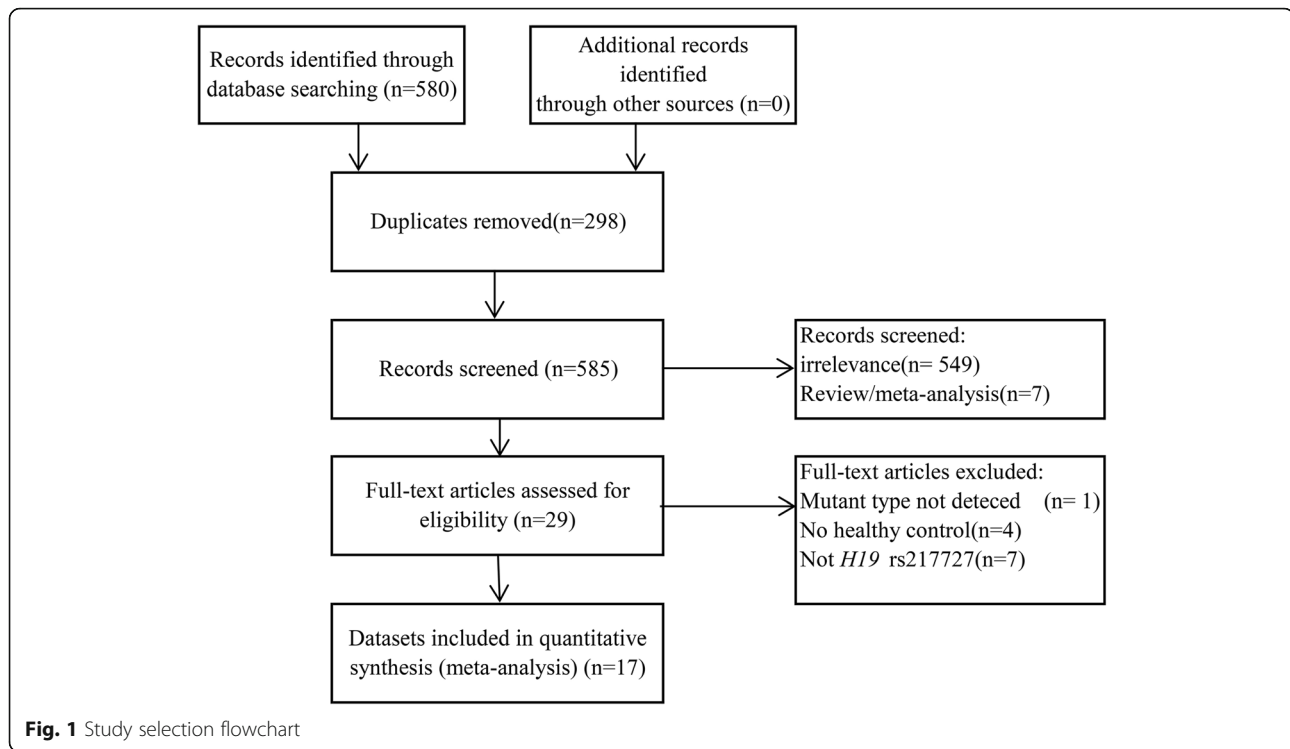 Records identified through
database searching (n=580)
Additional records
identified
through other sources (n=0)
Duplicates removed(n=298)
Records screened (n=585)
Records screened:
irrelevance(n= 549)
Review/meta-analysis(n=7)
Full-text articles assessed for
eligibility (n=29)
Full-text articles excluded:
Mutant type not deteced (n= 1)
No healthy control(n=4)
Not H19 rs217727(n=7)
Datasets included in quantitative
synthesis (meta-analysis) (n=17)
Fig. 1 Study selection flowchart